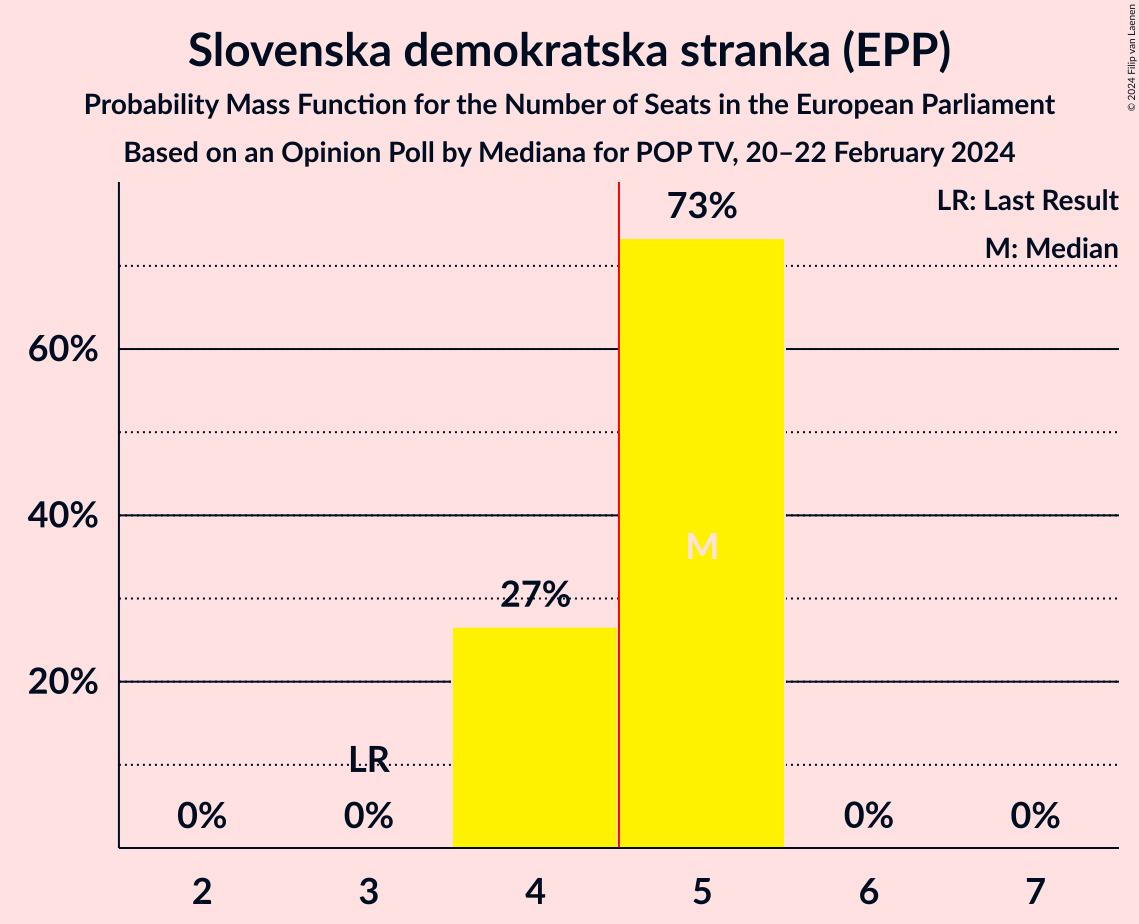 Slovenska demokratska stranka (EPP)
Probability Mass Function for the Number of Seats in the European Parliament
Based on an Opinion Poll by Mediana for POP TV, 20–22 February 2024
© 2024 Filip van Laenen
LR: Last Result
M: Median
73%
60%
40%
M
27%
20%
LR
0% 0% 0% 0%
2 3 4 5 6 7